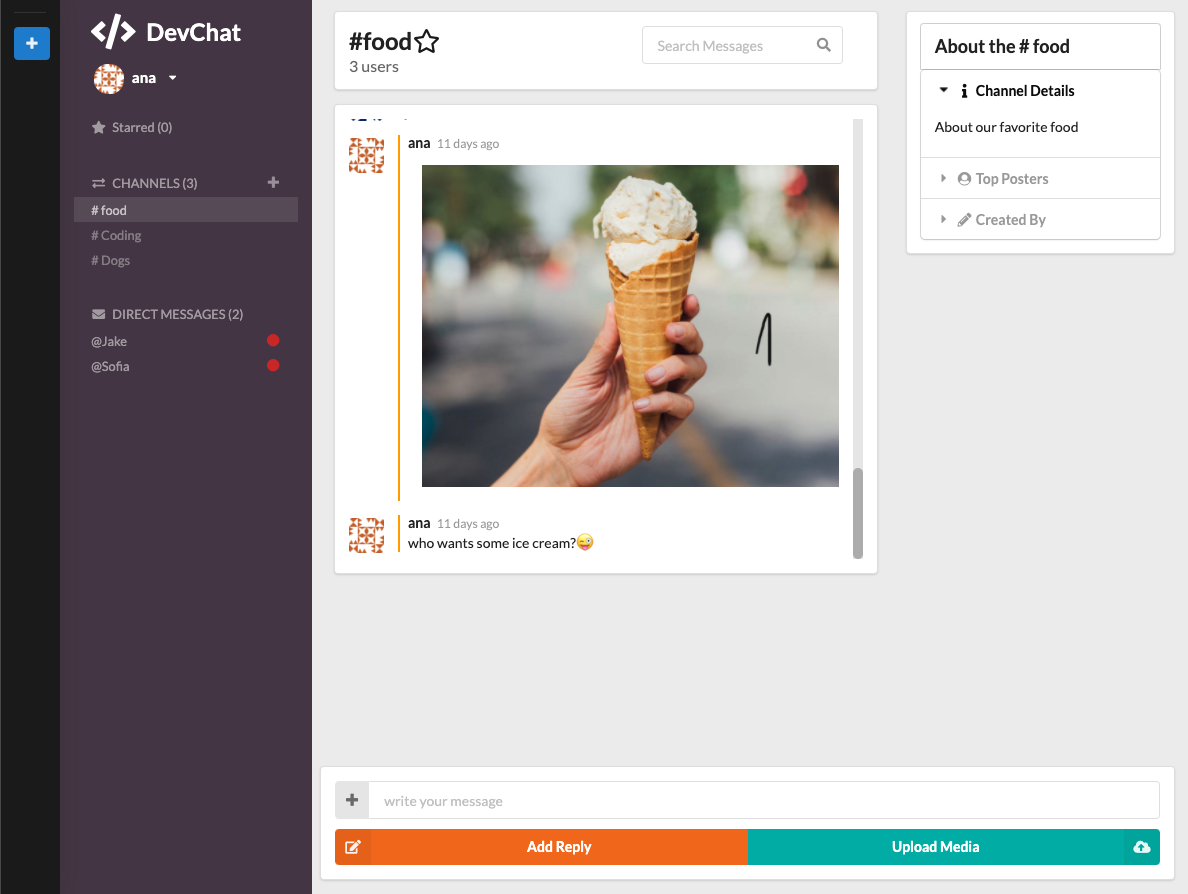 DevChat
ana
Starred (0)
CHANNELS (3)
# food
# Coding
# Dogs
DIRECT MESSAGES (2)
@Jake
@Sofia
#food
3 users
Search Messages
ana 11 days ago
1
ana 11 days ago
who wants some ice cream?😜
write your message
Add Reply
Upload Media
About the # food
Channel Details
About our favorite food
Top Posters
Created By